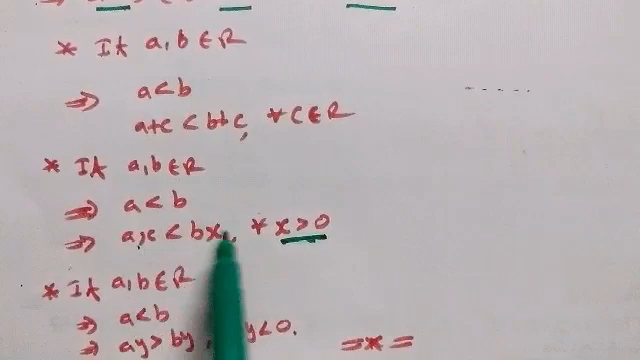 * If a, b ∈ R
⇒ a < b
a+c < b+c, ∀ c ∈ R
* If a, b ∈ R
⇒ a < b
⇒ ax < bx, ∀ x > 0
* If a, b ∈ R
⇒ a < b
⇒ ay > by, y < 0.
=*=